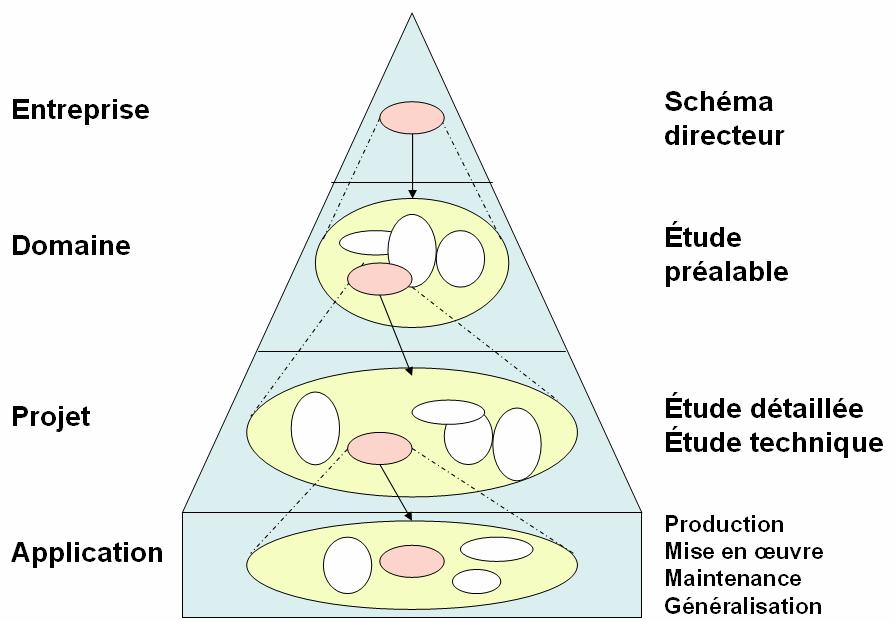 Entreprise
Schéma
directeur
Domaine
Étude
préalable
Projet
Étude détaillée
Étude technique
Application
Production
Mise en œuvre
Maintenance
Généralisation